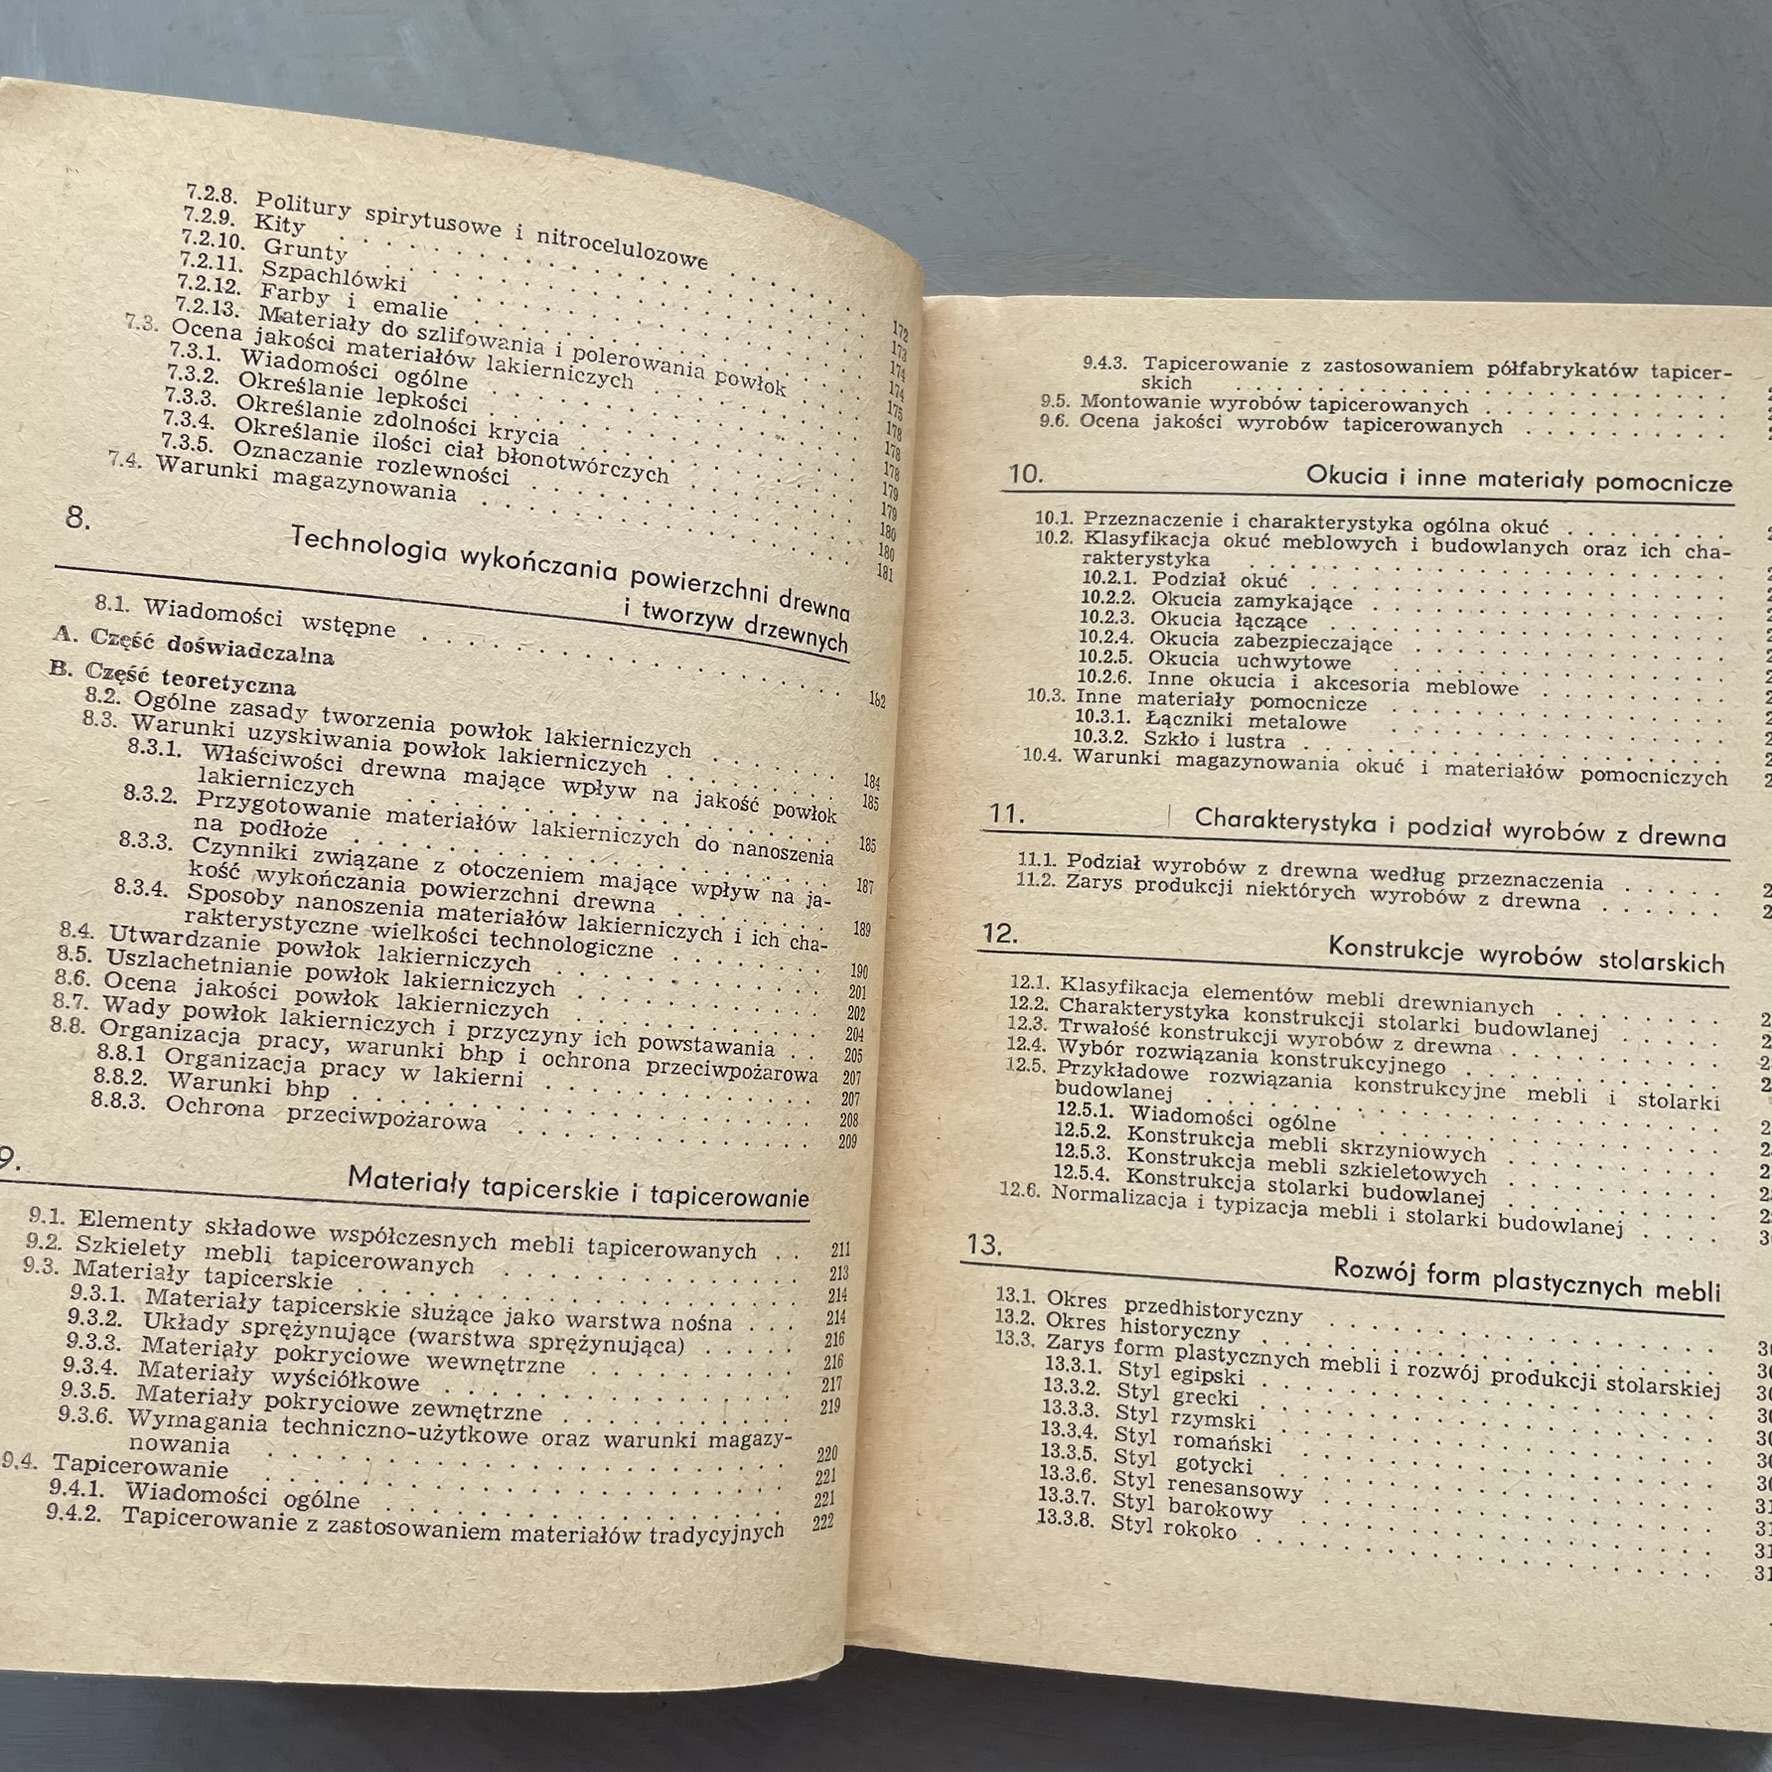 7.2.8. Politury spirytusowe i nitrocelulozowe . . . . . 172
7.2.9. Kity . . . . . 173
7.2.10. Grunty . . . . . 174
7.2.11. Szpachlówki . . . . . 174
7.2.12. Farby i emalie . . . . . 175
7.2.13. Materiały do szlifowania i polerowania powłok 178
7.3. Ocena jakości materiałów lakierniczych . . . . . 178
7.3.1. Wiadomości ogólne . . . . . 178
7.3.2. Określanie lepkości . . . . . 179
7.3.3. Określanie zdolności krycia . . . . . 179
7.3.4. Określanie ilości ciał błonotwórczych . . . . . 180
7.3.5. Oznaczanie rozlewności . . . . . 180
7.4. Warunki magazynowania . . . . . 181
8.
Technologia wykończania powierzchni drewna
i tworzyw drzewnych
8.1. Wiadomości wstępne . . . . . 182
A. Część doświadczalna
B. Część teoretyczna
8.2. Ogólne zasady tworzenia powłok lakierniczych . . . . . 184
8.3. Warunki uzyskiwania powłok lakierniczych . . . . . 185
8.3.1. Właściwości drewna mające wpływ na jakość powłok
lakierniczych . . . . . 185
8.3.2. Przygotowanie materiałów lakierniczych do nanoszenia
na podłoże . . . . . 187
8.3.3. Czynniki związane z otoczeniem mające wpływ na ja-
kość wykończania powierzchni drewna . . . . . 189
8.3.4. Sposoby nanoszenia materiałów lakierniczych i ich cha-
rakterystyczne wielkości technologiczne . . . . . 190
8.4. Utwardzanie powłok lakierniczych . . . . . 201
8.5. Uszlachetnianie powłok lakierniczych . . . . . 202
8.6. Ocena jakości powłok lakierniczych . . . . . 204
8.7. Wady powłok lakierniczych i przyczyny ich powstawania . . 205
8.8. Organizacja pracy, warunki bhp i ochrona przeciwpożarowa 207
8.8.1 Organizacja pracy w lakierni . . . . . 207
8.8.2. Warunki bhp . . . . . 208
8.8.3. Ochrona przeciwpożarowa . . . . . 209
9.
Materiały tapicerskie i tapicerowanie
9.1. Elementy składowe współczesnych mebli tapicerowanych . . 211
9.2. Szkielety mebli tapicerowanych . . . . . 213
9.3. Materiały tapicerskie . . . . . 214
9.3.1. Materiały tapicerskie służące jako warstwa nośna . . . 214
9.3.2. Układy sprężynujące (warstwa sprężynująca) . . . . . 216
9.3.3. Materiały pokryciowe wewnętrzne . . . . . 216
9.3.4. Materiały wyściółkowe . . . . . 217
9.3.5. Materiały pokryciowe zewnętrzne . . . . . 219
9.3.6. Wymagania techniczno-użytkowe oraz warunki magazy-
nowania . . . . . 220
9.4. Tapicerowanie . . . . . 221
9.4.1. Wiadomości ogólne . . . . . 221
9.4.2. Tapicerowanie z zastosowaniem materiałów tradycyjnych 222
9.4.3. Tapicerowanie z zastosowaniem półfabrykatów tapicer-
skich . . . . .
9.5. Montowanie wyrobów tapicerowanych . . . . .
9.6. Ocena jakości wyrobów tapicerowanych . . . . .
10.
Okucia i inne materiały pomocnicze
10.1. Przeznaczenie i charakterystyka ogólna okuć . . . . .
10.2. Klasyfikacja okuć meblowych i budowlanych oraz ich cha-
rakterystyka . . . . .
10.2.1. Podział okuć . . . . .
10.2.2. Okucia zamykające . . . . .
10.2.3. Okucia łączące . . . . .
10.2.4. Okucia zabezpieczające . . . . .
10.2.5. Okucia uchwytowe . . . . .
10.2.6. Inne okucia i akcesoria meblowe . . . . .
10.3. Inne materiały pomocnicze . . . . .
10.3.1. Łączniki metalowe . . . . .
10.3.2. Szkło i lustra . . . . .
10.4. Warunki magazynowania okuć i materiałów pomocniczych
11.
Charakterystyka i podział wyrobów z drewna
11.1. Podział wyrobów z drewna według przeznaczenia . . . . .
11.2. Zarys produkcji niektórych wyrobów z drewna . . . . .
12.
Konstrukcje wyrobów stolarskich
12.1. Klasyfikacja elementów mebli drewnianych . . . . .
12.2. Charakterystyka konstrukcji stolarki budowlanej . . . . .
12.3. Trwałość konstrukcji wyrobów z drewna . . . . .
12.4. Wybór rozwiązania konstrukcyjnego . . . . .
12.5. Przykładowe rozwiązania konstrukcyjne mebli i stolarki
budowlanej . . . . .
12.5.1. Wiadomości ogólne . . . . .
12.5.2. Konstrukcja mebli skrzyniowych . . . . .
12.5.3. Konstrukcja mebli szkieletowych . . . . .
12.5.4. Konstrukcja stolarki budowlanej . . . . .
12.6. Normalizacja i typizacja mebli i stolarki budowlanej . . . .
13.
Rozwój form plastycznych mebli
13.1. Okres przedhistoryczny . . . . .
13.2. Okres historyczny . . . . .
13.3. Zarys form plastycznych mebli i rozwój produkcji stolarskiej
13.3.1. Styl egipski . . . . .
13.3.2. Styl grecki . . . . .
13.3.3. Styl rzymski . . . . .
13.3.4. Styl romański . . . . .
13.3.5. Styl gotycki . . . . .
13.3.6. Styl renesansowy . . . . .
13.3.7. Styl barokowy . . . . .
13.3.8. Styl rokoko . . . . .